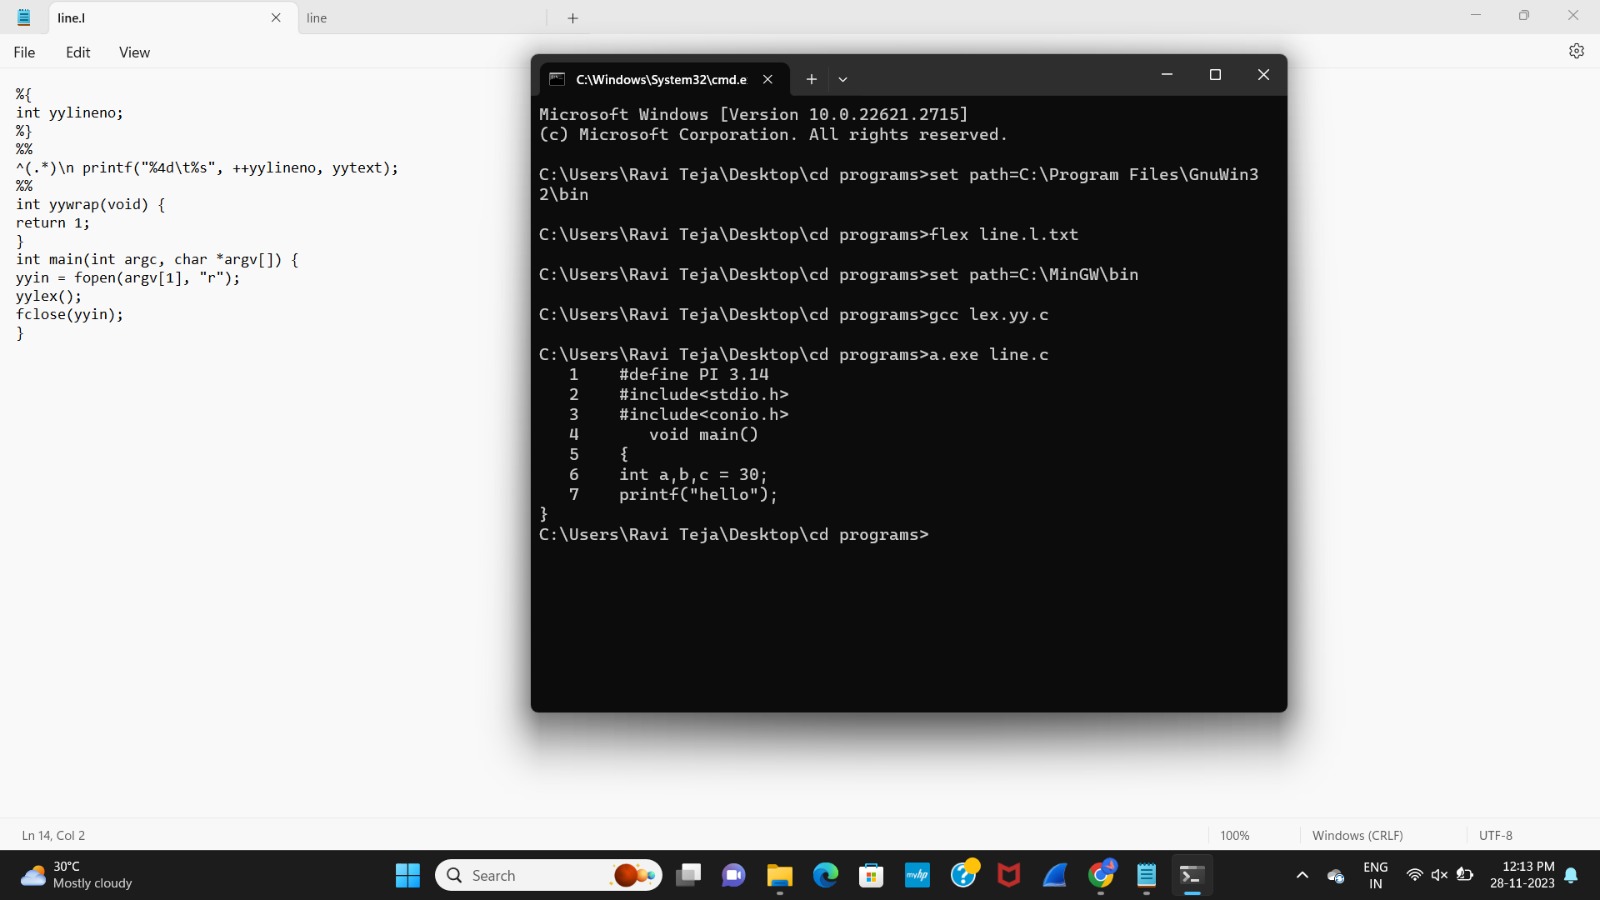 line.l
line
File Edit View
%{
int yylineno;
%}
%%
^(.*)\n printf("%4d\t%s", ++yylineno, yytext);
%%
int yywrap(void) {
return 1;
}
int main(int argc, char *argv[]) {
yyin = fopen(argv[1], "r");
yylex();
fclose(yyin);
}
C:\Windows\System32\cmd.e
Microsoft Windows [Version 10.0.22621.2715]
(c) Microsoft Corporation. All rights reserved.
C:\Users\Ravi Teja\Desktop\cd programs>set path=C:\Program Files\GnuWin3
2\bin
C:\Users\Ravi Teja\Desktop\cd programs>flex line.l.txt
C:\Users\Ravi Teja\Desktop\cd programs>set path=C:\MinGW\bin
C:\Users\Ravi Teja\Desktop\cd programs>gcc lex.yy.c
C:\Users\Ravi Teja\Desktop\cd programs>a.exe line.c
1 #define PI 3.14
2 #include<stdio.h>
3 #include<conio.h>
4 void main()
5 {
6 int a,b,c = 30;
7 printf("hello");
}
C:\Users\Ravi Teja\Desktop\cd programs>
Ln 14, Col 2
100%
Windows (CRLF)
UTF-8
30°C
Mostly cloudy
Search
myhp
ENG
IN
12:13 PM
28-11-2023